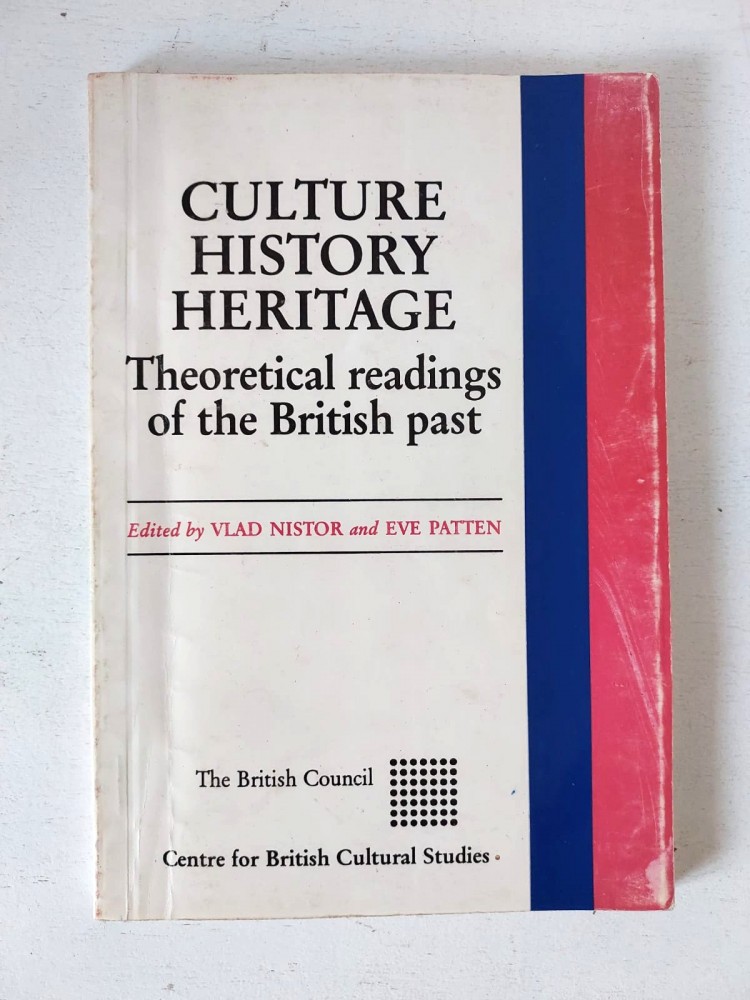 CULTURE
HISTORY
HERITAGE
Theoretical readings
of the British past
Edited by VLAD NISTOR and EVE PATTEN
The British Council
Centre for British Cultural Studies